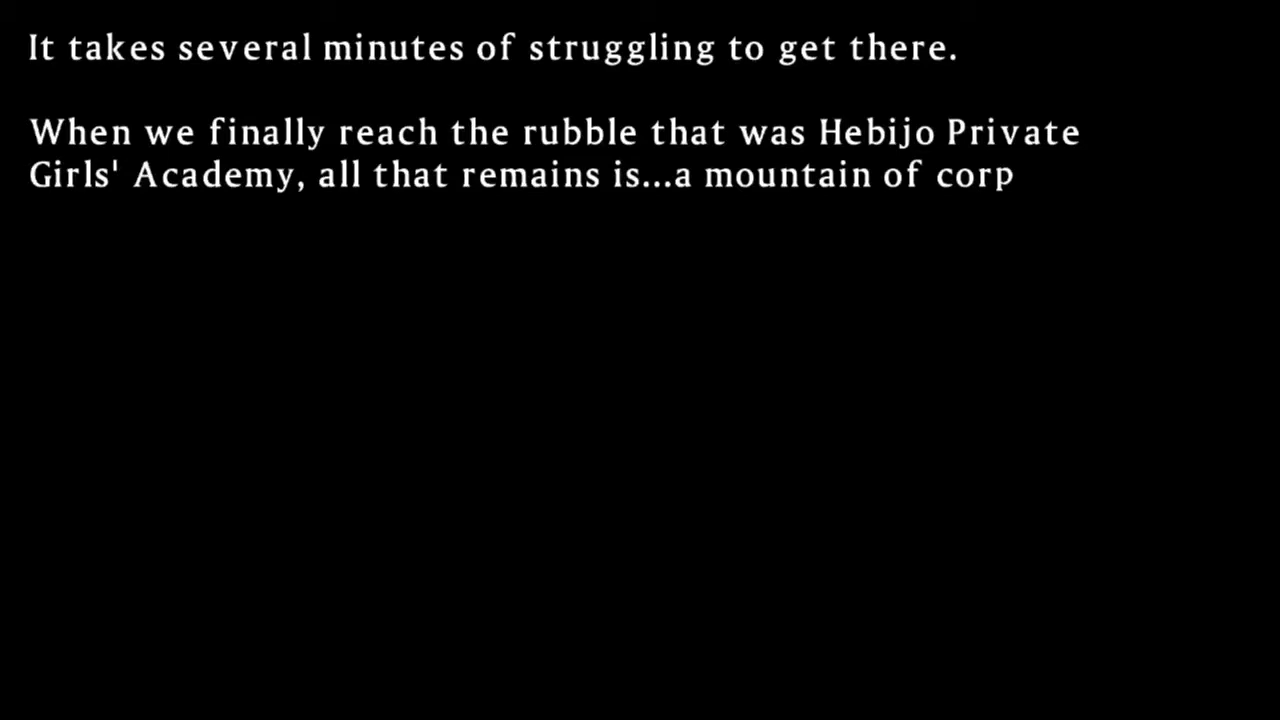 It takes several minutes of struggling to get there.
When we finally reach the rubble that was Hebijo Private
Girls' Academy, all that remains is...a mountain of corp